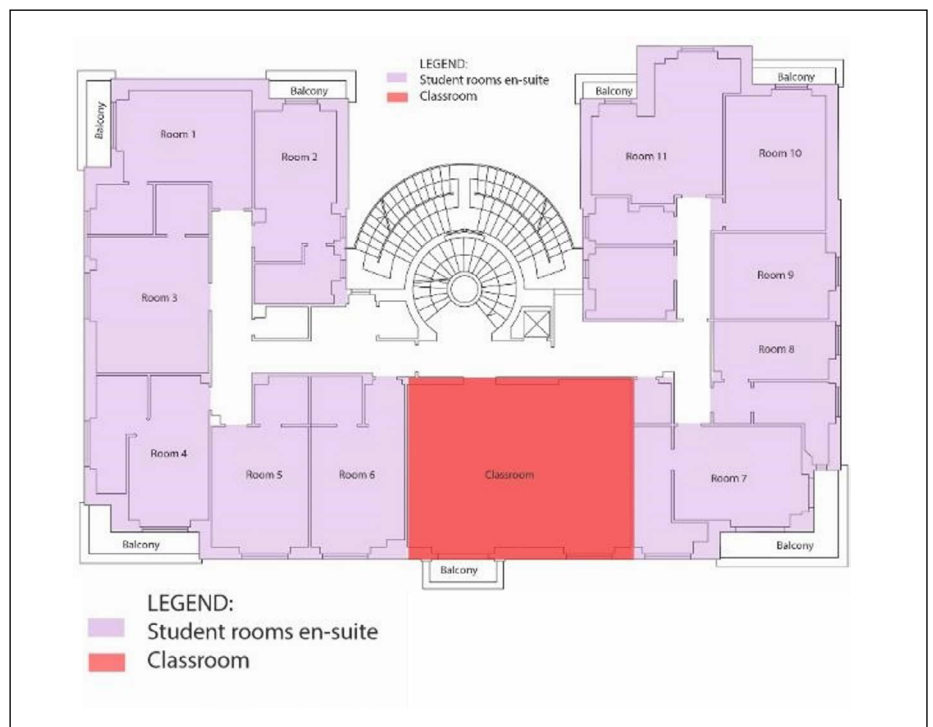 LEGEND:
Student rooms en-suite
Classroom
Balcony
Balcony
Balcony
Balcony
Room 1
Room 2
Room 11
Room 10
Room 3
Room 9
Room 8
Room 4
Room 5
Room 6
Classroom
Room 7
Balcony
Balcony
Balcony
LEGEND:
Student rooms en-suite
Classroom